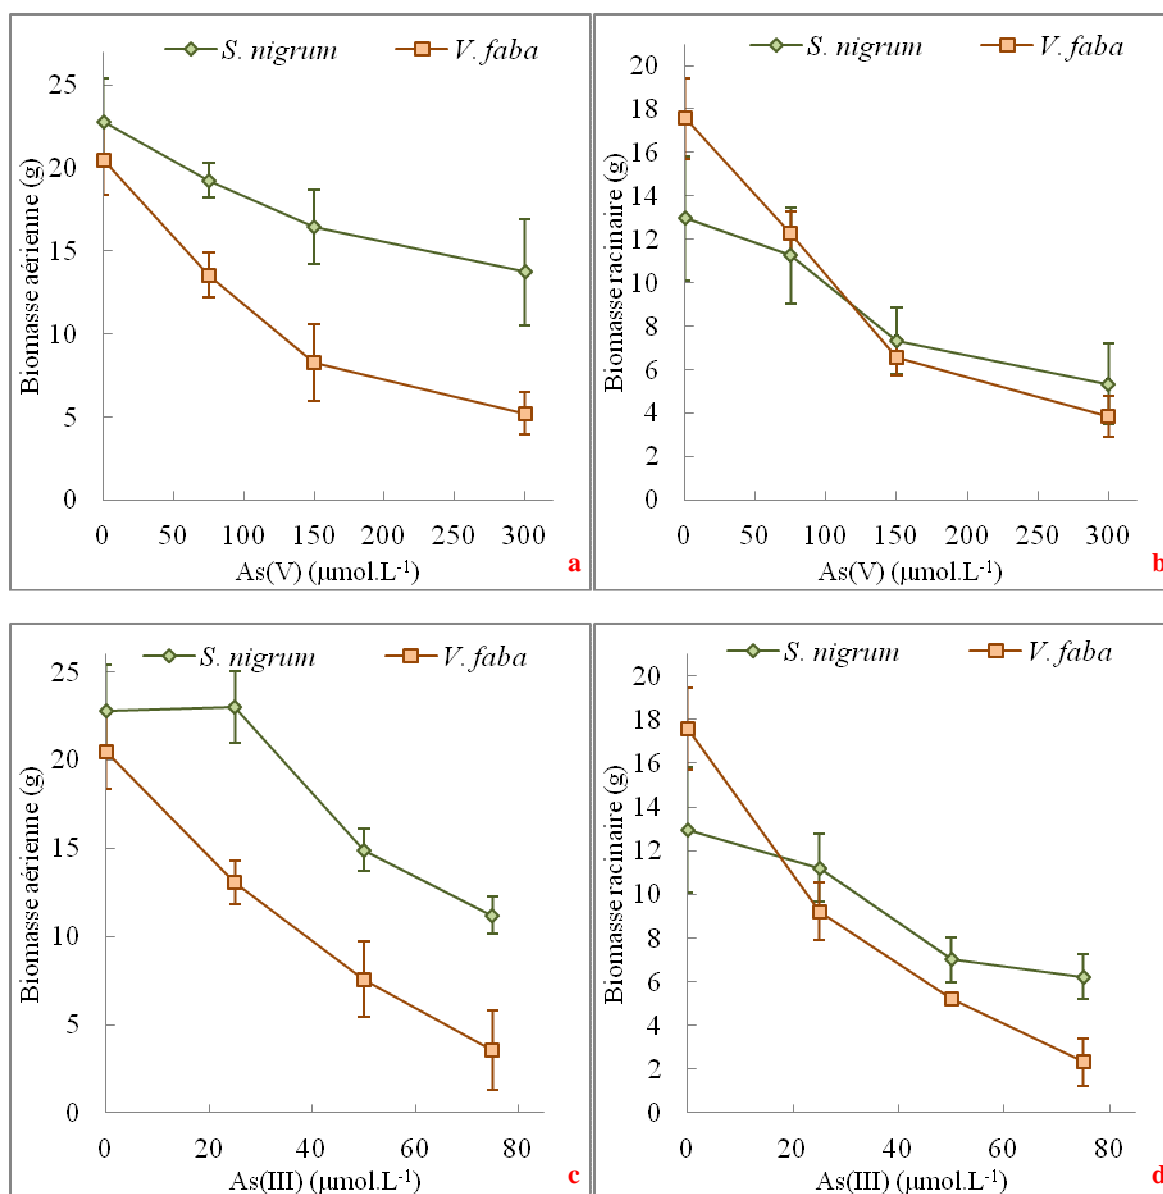 S. nigrum V. faba
Biomasse aérienne (g)
25
20
15
10
5
0
0 50 100 150 200 250 300
As(V) (µmol.L-1)
a
S. nigrum V. faba
Biomasse racinaire (g)
20
18
16
14
12
10
8
6
4
2
0
0 50 100 150 200 250 300
As(V) (µmol.L-1)
b
S. nigrum V. faba
Biomasse aérienne (g)
25
20
15
10
5
0
0 20 40 60 80
As(III) (µmol.L-1)
c
S. nigrum V. faba
Biomasse racinaire (g)
20
18
16
14
12
10
8
6
4
2
0
0 20 40 60 80
As(III) (µmol.L-1)
d